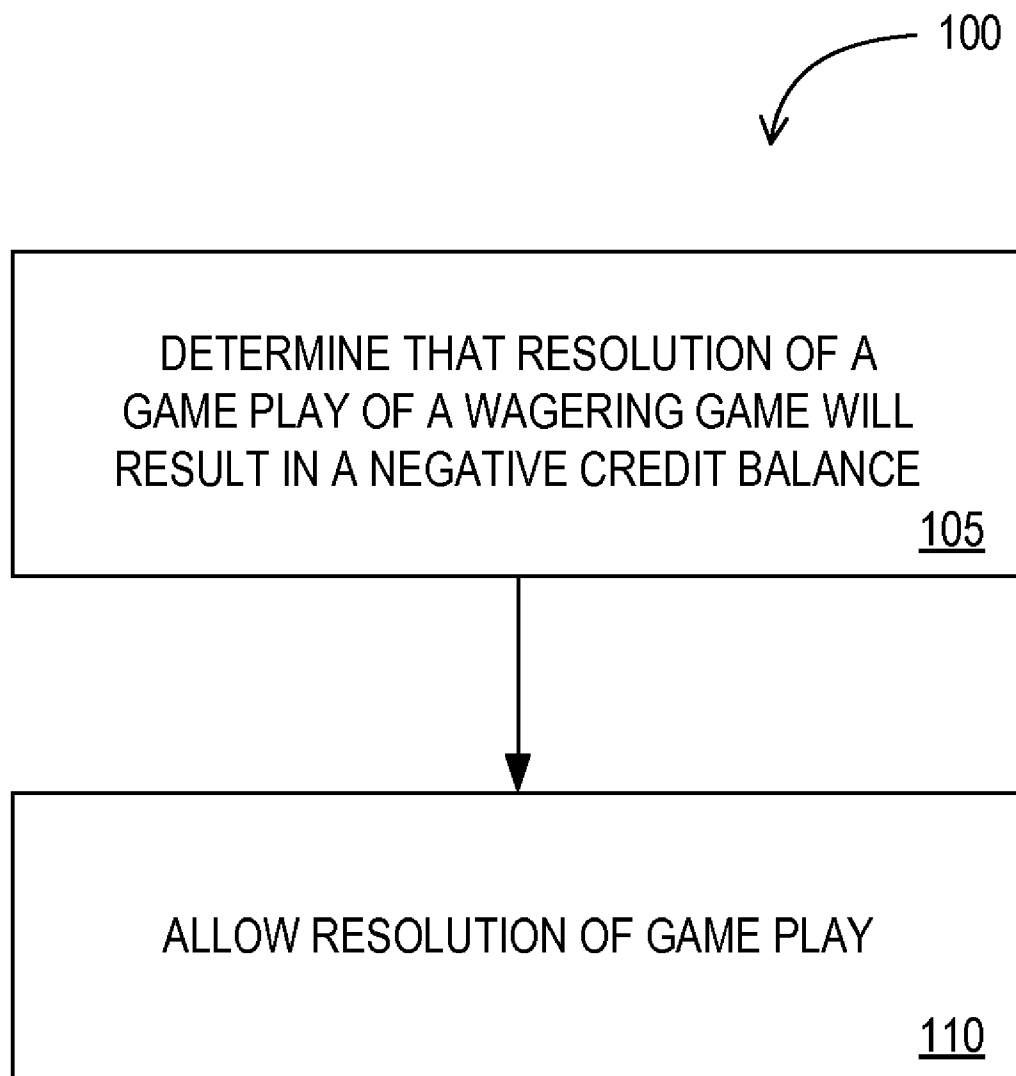 100
DETERMINE THAT RESOLUTION OF A
GAME PLAY OF A WAGERING GAME WILL
RESULT IN A NEGATIVE CREDIT BALANCE
105
ALLOW RESOLUTION OF GAME PLAY
110